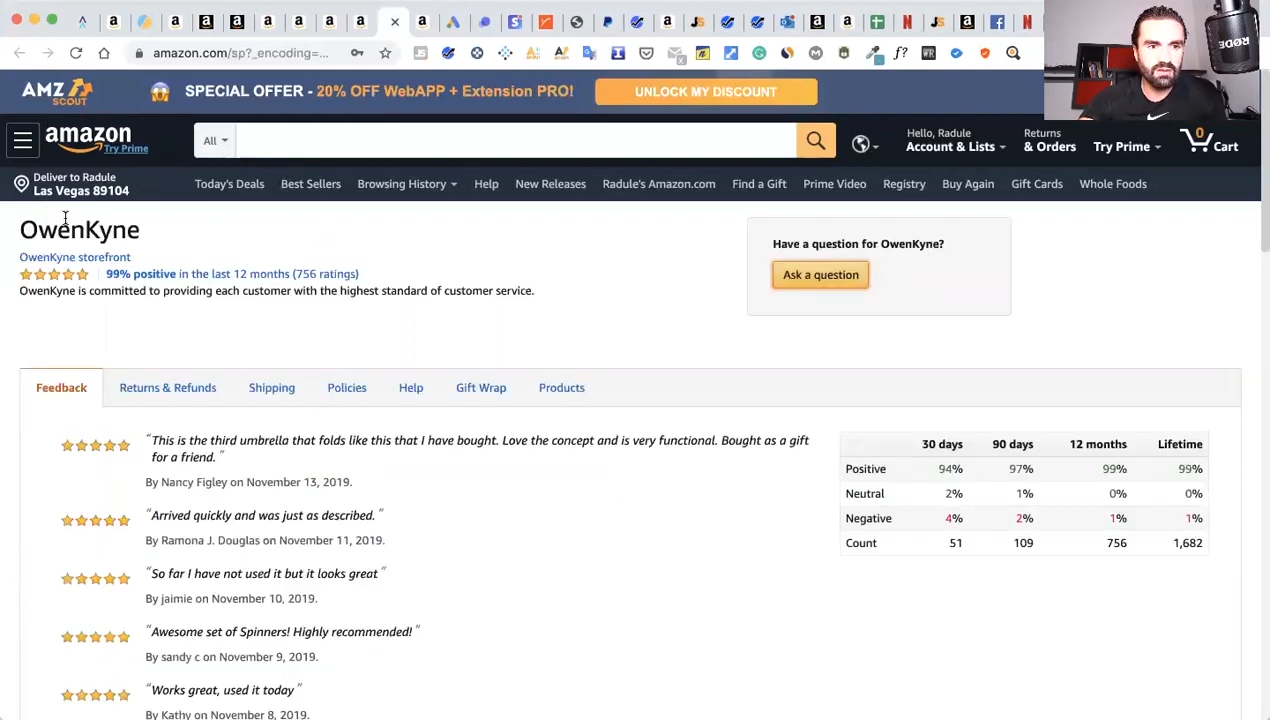 amazon.com/sp?_encoding=...
AMZ SCOUT
SPECIAL OFFER - 20% OFF WebAPP + Extension PRO!
UNLOCK MY DISCOUNT
amazon
Try Prime
All
Hello, Radule
Account & Lists
Returns
& Orders
Try Prime
0
Cart
Deliver to Radule
Las Vegas 89104
Today's Deals
Best Sellers
Browsing History
Help
New Releases
Radule's Amazon.com
Find a Gift
Prime Video
Registry
Buy Again
Gift Cards
Whole Foods
RØDE
OwenKyne
OwenKyne storefront
99% positive in the last 12 months (756 ratings)
OwenKyne is committed to providing each customer with the highest standard of customer service.
Have a question for OwenKyne?
Ask a question
Feedback
Returns & Refunds
Shipping
Policies
Help
Gift Wrap
Products
"This is the third umbrella that folds like this that I have bought. Love the concept and is very functional. Bought as a gift
for a friend."
By Nancy Figley on November 13, 2019.
"Arrived quickly and was just as described."
By Ramona J. Douglas on November 11, 2019.
"So far I have not used it but it looks great"
By jaimie on November 10, 2019.
"Awesome set of Spinners! Highly recommended!"
By sandy c on November 9, 2019.
"Works great, used it today"
By Kathy on November 8, 2019.
30 days 90 days 12 months Lifetime
Positive 94% 97% 99% 99%
Neutral 2% 1% 0% 0%
Negative 4% 2% 1% 1%
Count 51 109 756 1,682